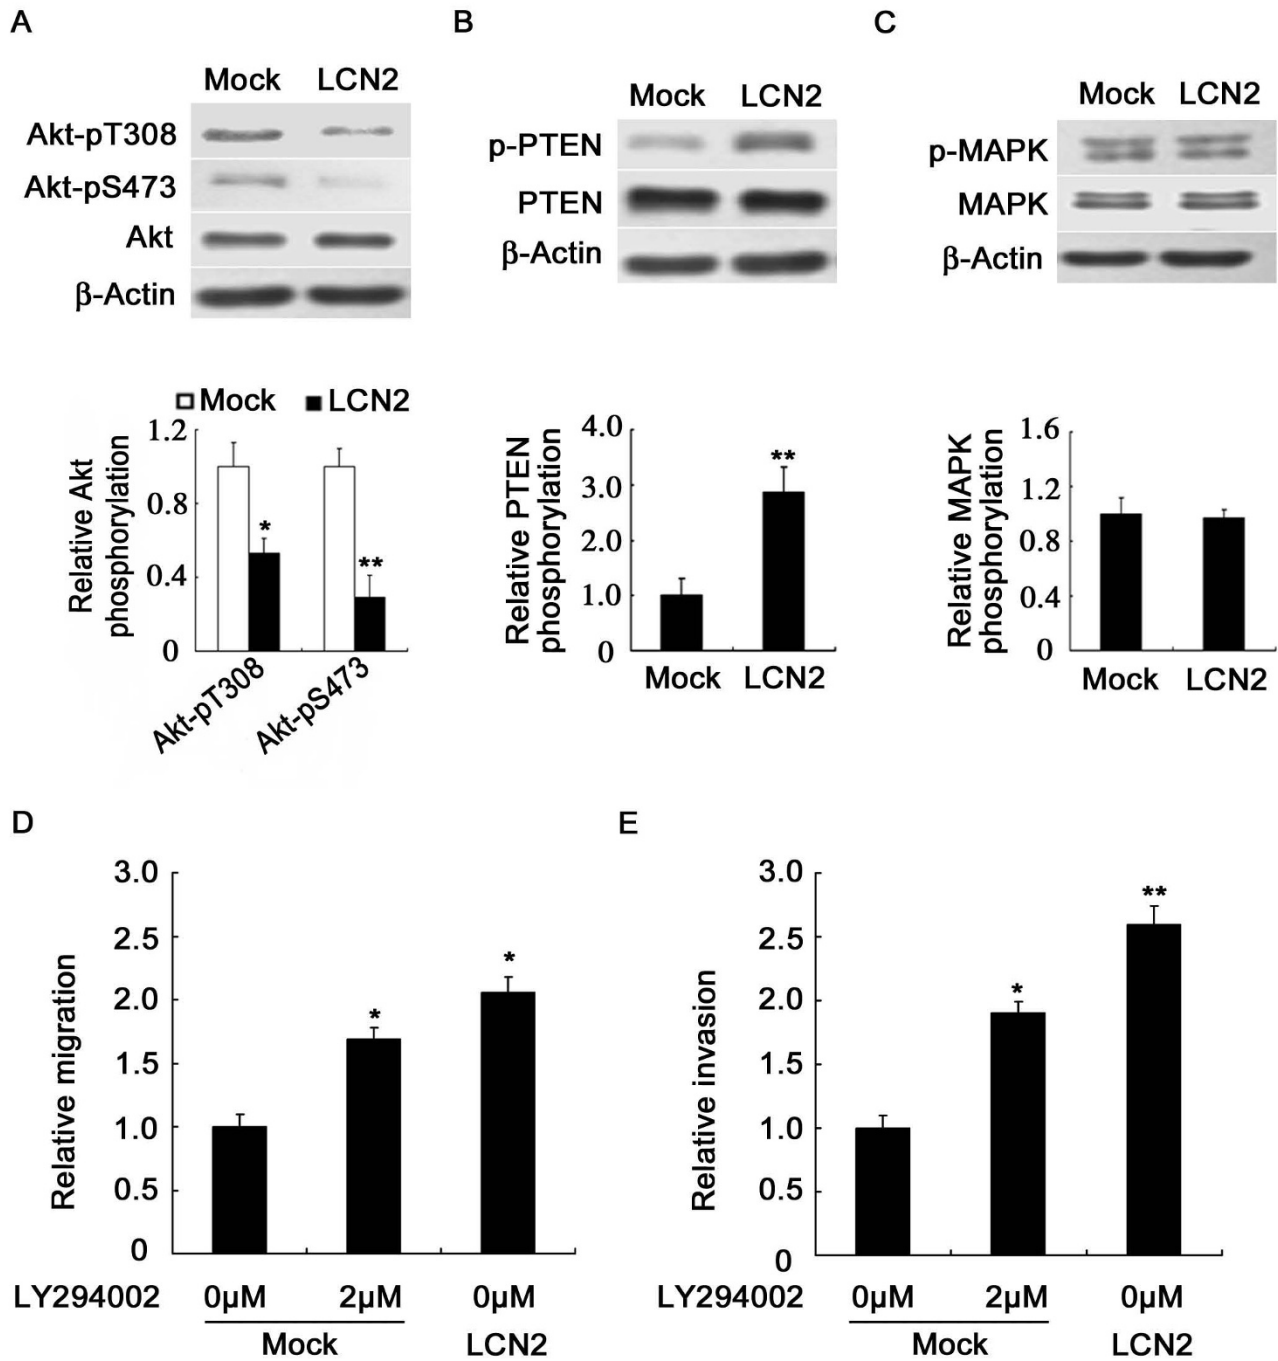 A
Mock LCN2
Akt-pT308
Akt-pS473
Akt
β-Actin
Mock LCN2
Relative Akt
phosphorylation
1.2
0.8
0.4
0
*
**
Akt-pT308
Akt-pS473
B
Mock LCN2
p-PTEN
PTEN
β-Actin
Relative PTEN
phosphorylation
4.0
3.0
2.0
1.0
0
**
Mock LCN2
C
Mock LCN2
p-MAPK
MAPK
β-Actin
Relative MAPK
phosphorylation
1.6
1.2
0.8
0.4
0
Mock LCN2
D
Relative migration
3.0
2.5
2.0
1.5
1.0
0.5
0
*
*
LY294002 0μM 2μM 0μM
Mock LCN2
E
Relative invasion
3.0
2.5
2.0
1.5
1.0
0.5
0
*
**
LY294002 0μM 2μM 0μM
Mock LCN2